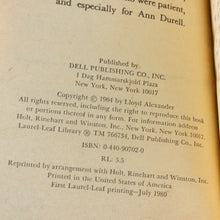 were patient,
and especially for Ann Durell.
Published by
DELL PUBLISHING CO., INC.
1 Dag Hammarskjold Plaza
New York, New York 10017
Copyright © 1964 by Lloyd Alexander
All rights reserved, including the right to reproduce this book
or portions thereof in any form. For information address
Holt, Rinehart and Winston, Inc. New York, New York 10017.
Laurel-Leaf Library ® TM 766734, Dell Publishing Co., Inc.
ISBN: 0-440-90702-0
RL: 5.5
Reprinted by arrangement with Holt, Rinehart and Winston, Inc.
Printed in the United States of America
First Laurel-Leaf printing—July 1980